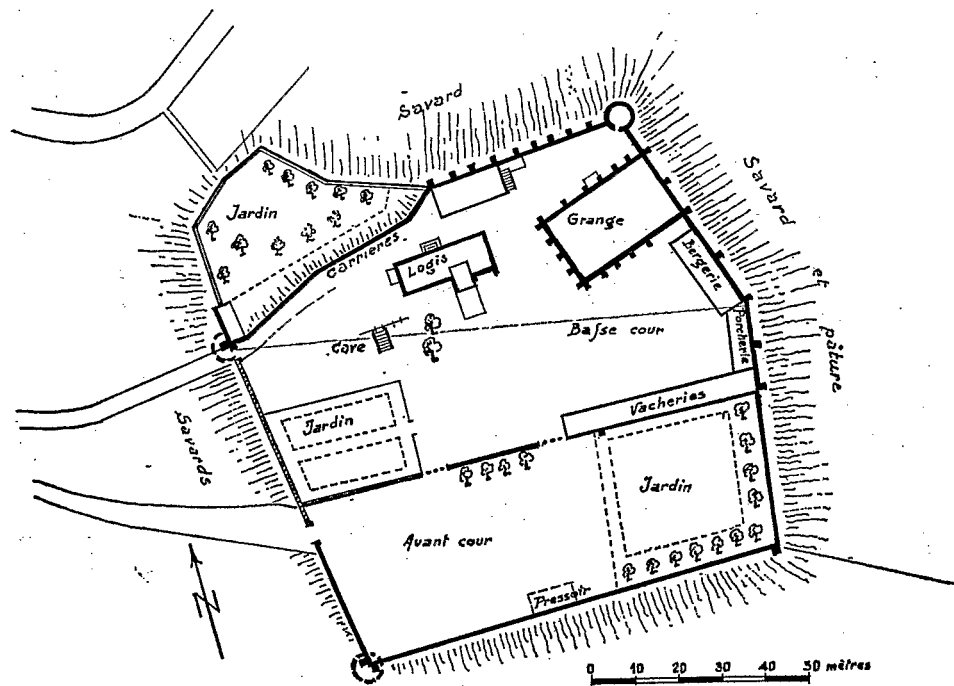 Savard
Jardin
Grange
Savard
et
pâture
Carrières
Logis
Bergerie
Porcherie
Basse cour
Cave
Vacheries
Savards
Jardin
Jardin
Avant cour
Pressoir
N
0 10 20 30 40 50 mètres